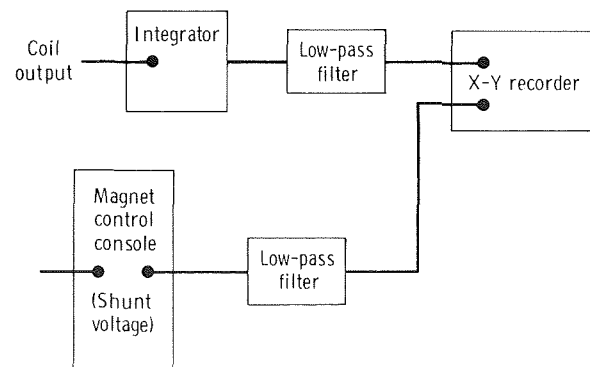 Integrator
Coil
output
Low-pass
filter
X-Y recorder
Magnet
control
console
(Shunt
voltage)
Low-pass
filter